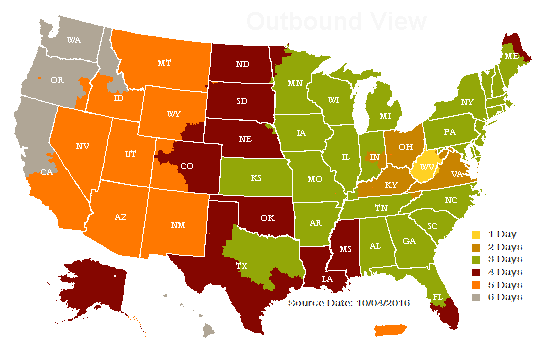 Outbound View
WA
MT
ND
ME
OR
MN
ID
SD
WI
NY
WY
MI
IA
PA
NE
NV
OH
UT
IL
IN
WV
CO
VA
CA
KS
MO
KY
NC
TN
OK
AZ
NM
AR
SC
MS
AL
GA
TX
LA
FL
1 Day
2 Days
3 Days
4 Days
5 Days
6 Days
Source Date: 10/04/2016